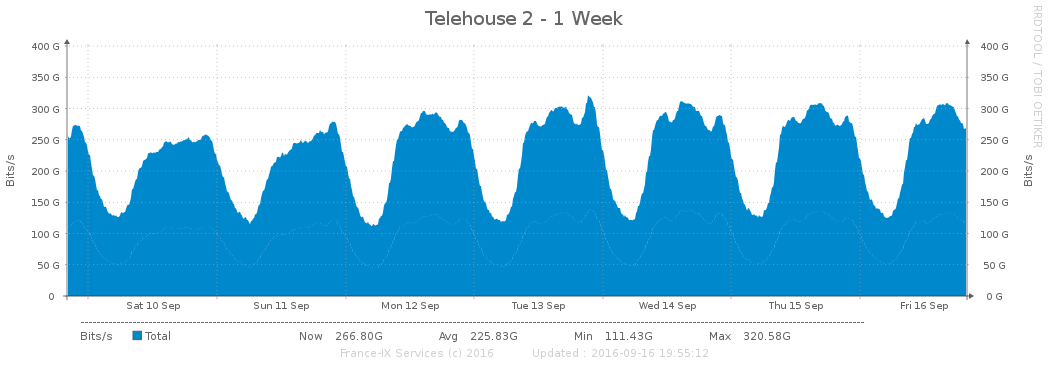 Telehouse 2 - 1 Week
RRDTOOL / TOBI OETIKER
400 G 400 G
350 G 350 G
300 G 300 G
250 G 250 G
200 G 200 G
150 G 150 G
100 G 100 G
50 G 50 G
0 0 G
Bits/s
Bits/s
Sat 10 Sep Sun 11 Sep Mon 12 Sep Tue 13 Sep Wed 14 Sep Thu 15 Sep Fri 16 Sep
Bits/s Total Now 266.80G Avg 225.83G Min 111.43G Max 320.58G
France-IX Services (c) 2016 Updated : 2016-09-16 19:55:12